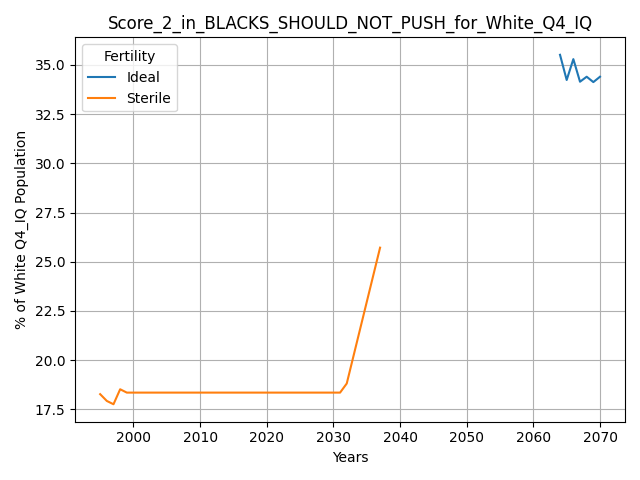 Score_2_in_BLACKS_SHOULD_NOT_PUSH_for_White_Q4_IQ
Fertility
Ideal
Sterile
% of White Q4_IQ Population
35.0
32.5
30.0
27.5
25.0
22.5
20.0
17.5
2000 2010 2020 2030 2040 2050 2060 2070
Years